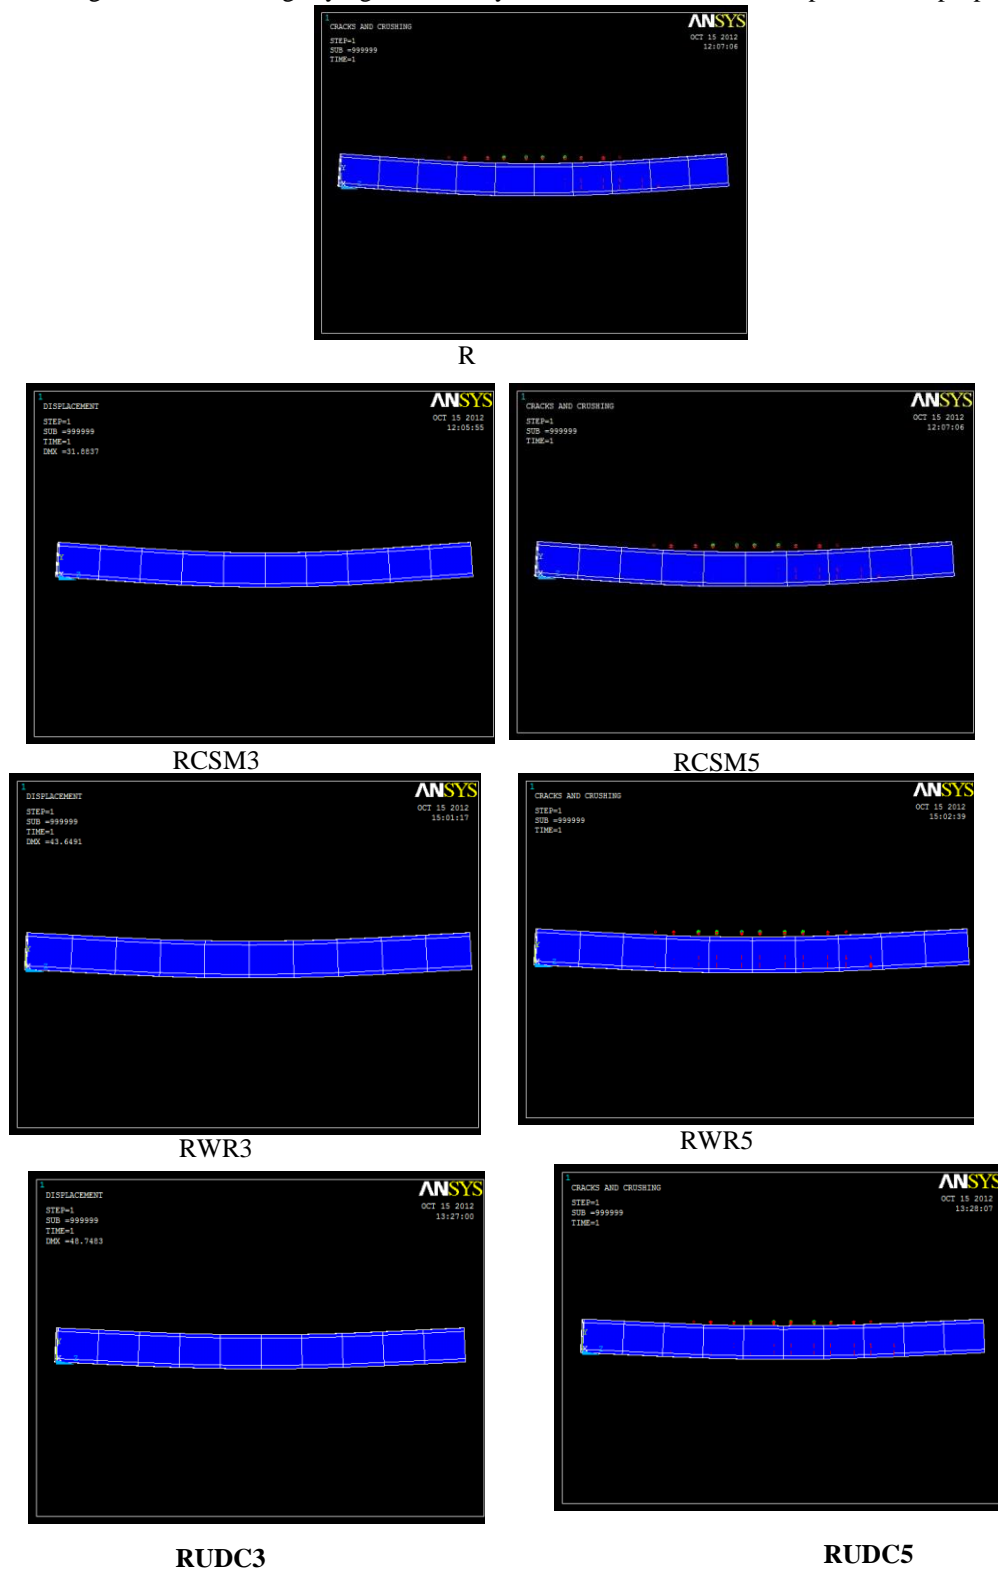 1
CRACKS AND CRUSHING
STEP=1
SUB =999999
TIME=1
ANSYS
OCT 15 2012
12:07:06
Y
X Z
R
1
DISPLACEMENT
STEP=1
SUB =999999
TIME=1
DMX =31.8837
ANSYS
OCT 15 2012
12:05:55
Y
X Z
RCSM3
1
CRACKS AND CRUSHING
STEP=1
SUB =999999
TIME=1
ANSYS
OCT 15 2012
12:07:06
Y
X Z
RCSM5
1
DISPLACEMENT
STEP=1
SUB =999999
TIME=1
DMX =43.6491
ANSYS
OCT 15 2012
15:01:17
Y
Z
RWR3
1
CRACKS AND CRUSHING
STEP=1
SUB =999999
TIME=1
ANSYS
OCT 15 2012
15:02:39
Y
X Z
RWR5
1
DISPLACEMENT
STEP=1
SUB =999999
TIME=1
DMX =48.7483
ANSYS
OCT 15 2012
13:27:00
Y
X Z
RUDC3
1
CRACKS AND CRUSHING
STEP=1
SUB =999999
TIME=1
ANSYS
OCT 15 2012
13:28:07
Y
X Z
RUDC5